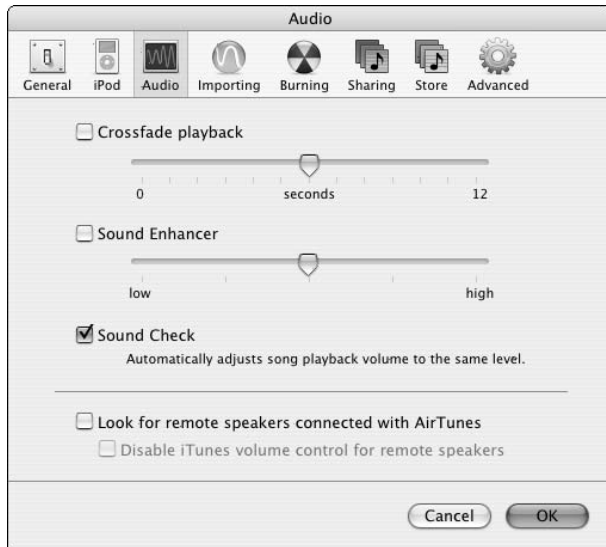 Audio
General iPod Audio Importing Burning Sharing Store Advanced
Crossfade playback
0 seconds 12
Sound Enhancer
low high
Sound Check
Automatically adjusts song playback volume to the same level.
Look for remote speakers connected with AirTunes
Disable iTunes volume control for remote speakers
Cancel OK